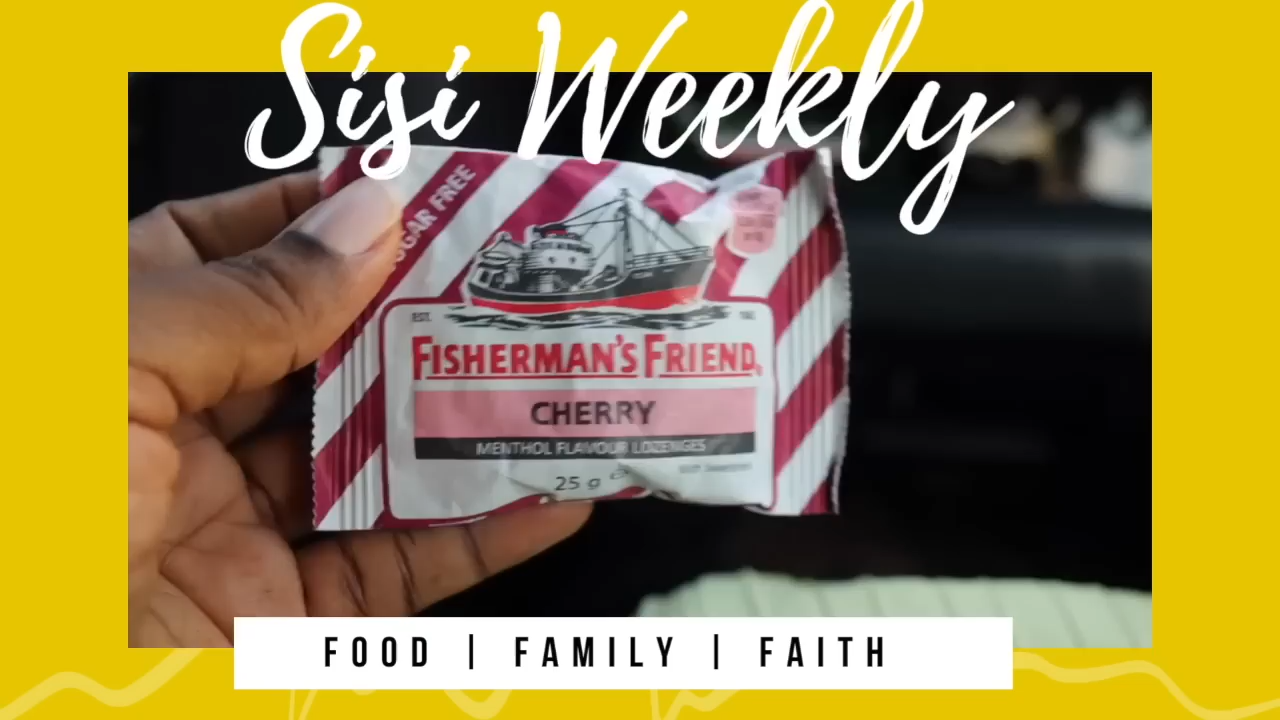 Sisi Weekly
SUGAR FREE
EST.
FISHERMAN'S FRIEND
CHERRY
MENTHOL FLAVOUR LOZENGES
25 g e
FOOD | FAMILY | FAITH